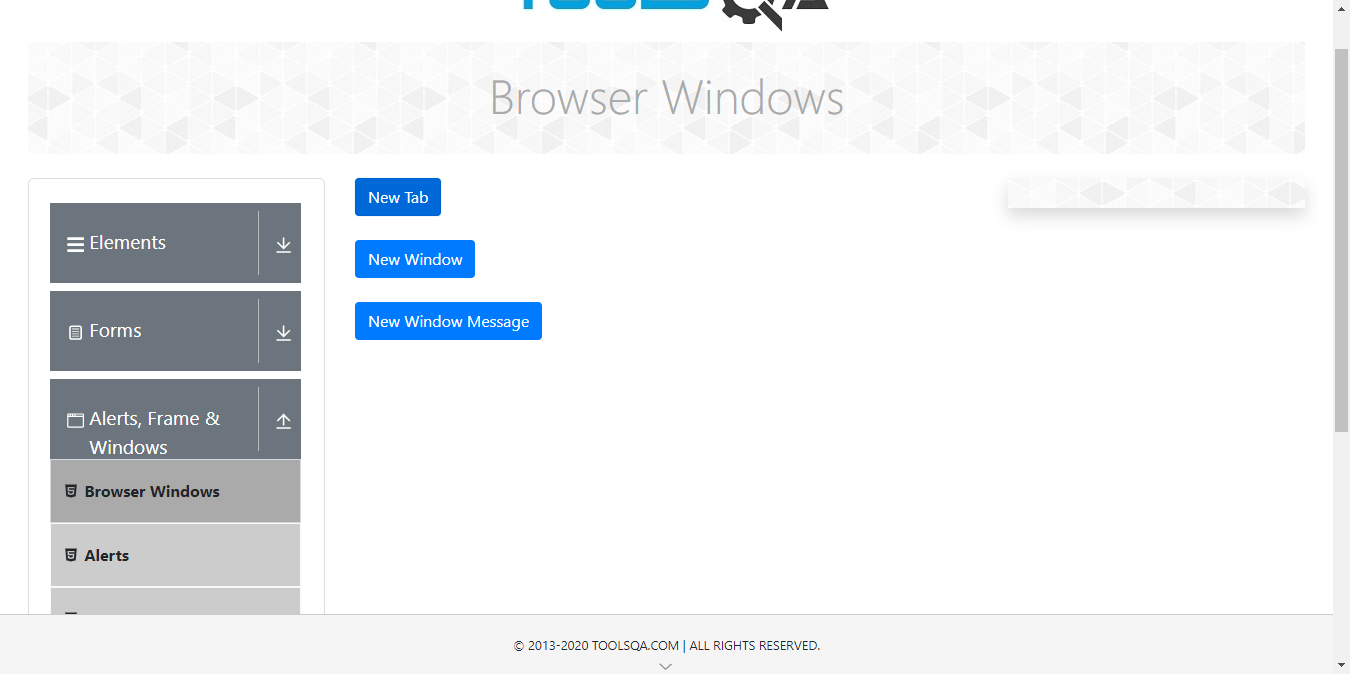 TOOLSQA
Browser Windows
Elements
Forms
Alerts, Frame &
Windows
Browser Windows
Alerts
New Tab
New Window
New Window Message
© 2013-2020 TOOLSQA.COM | ALL RIGHTS RESERVED.